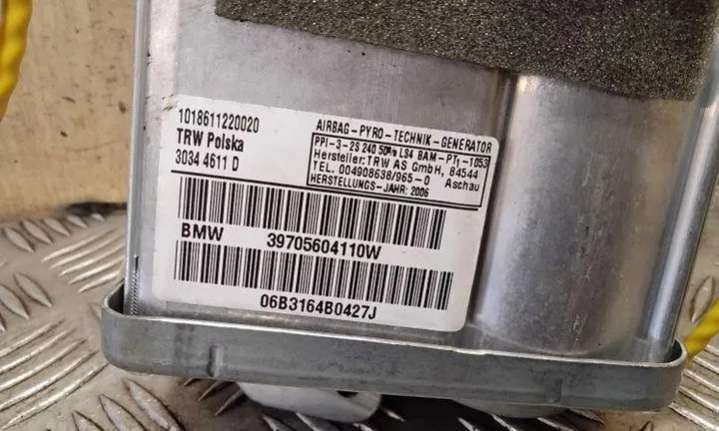 1018611220020
TRW Polska
3034 4611 D
AIRBAG-PYRO-TECHNIK-GENERATOR
PPI-3-2S 240 LS4 BAM-PT1-1053
Hersteller:TRW AS GmbH, 84544
TEL. 004908638/965-0 Aschau
HERSTELLUNGS-JAHR: 2006
BMW 39705604110W
06B3164B0427J